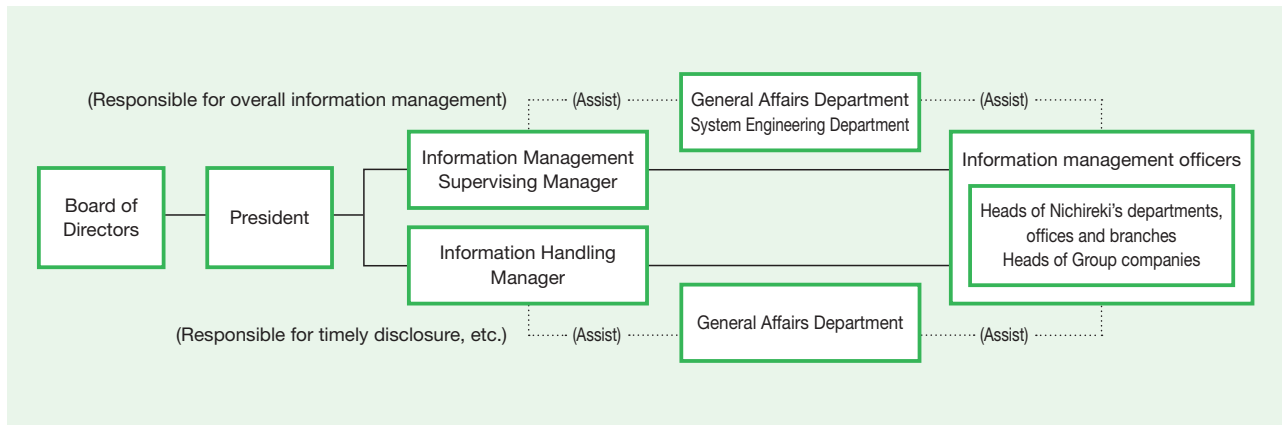 (Responsible for overall information management)
(Assist)
General Affairs Department
System Engineering Department
(Assist)
Board of
Directors
President
Information Management
Supervising Manager
Information Handling
Manager
Information management officers
Heads of Nichireki's departments,
offices and branches
Heads of Group companies
(Responsible for timely disclosure, etc.)
(Assist)
General Affairs Department
(Assist)